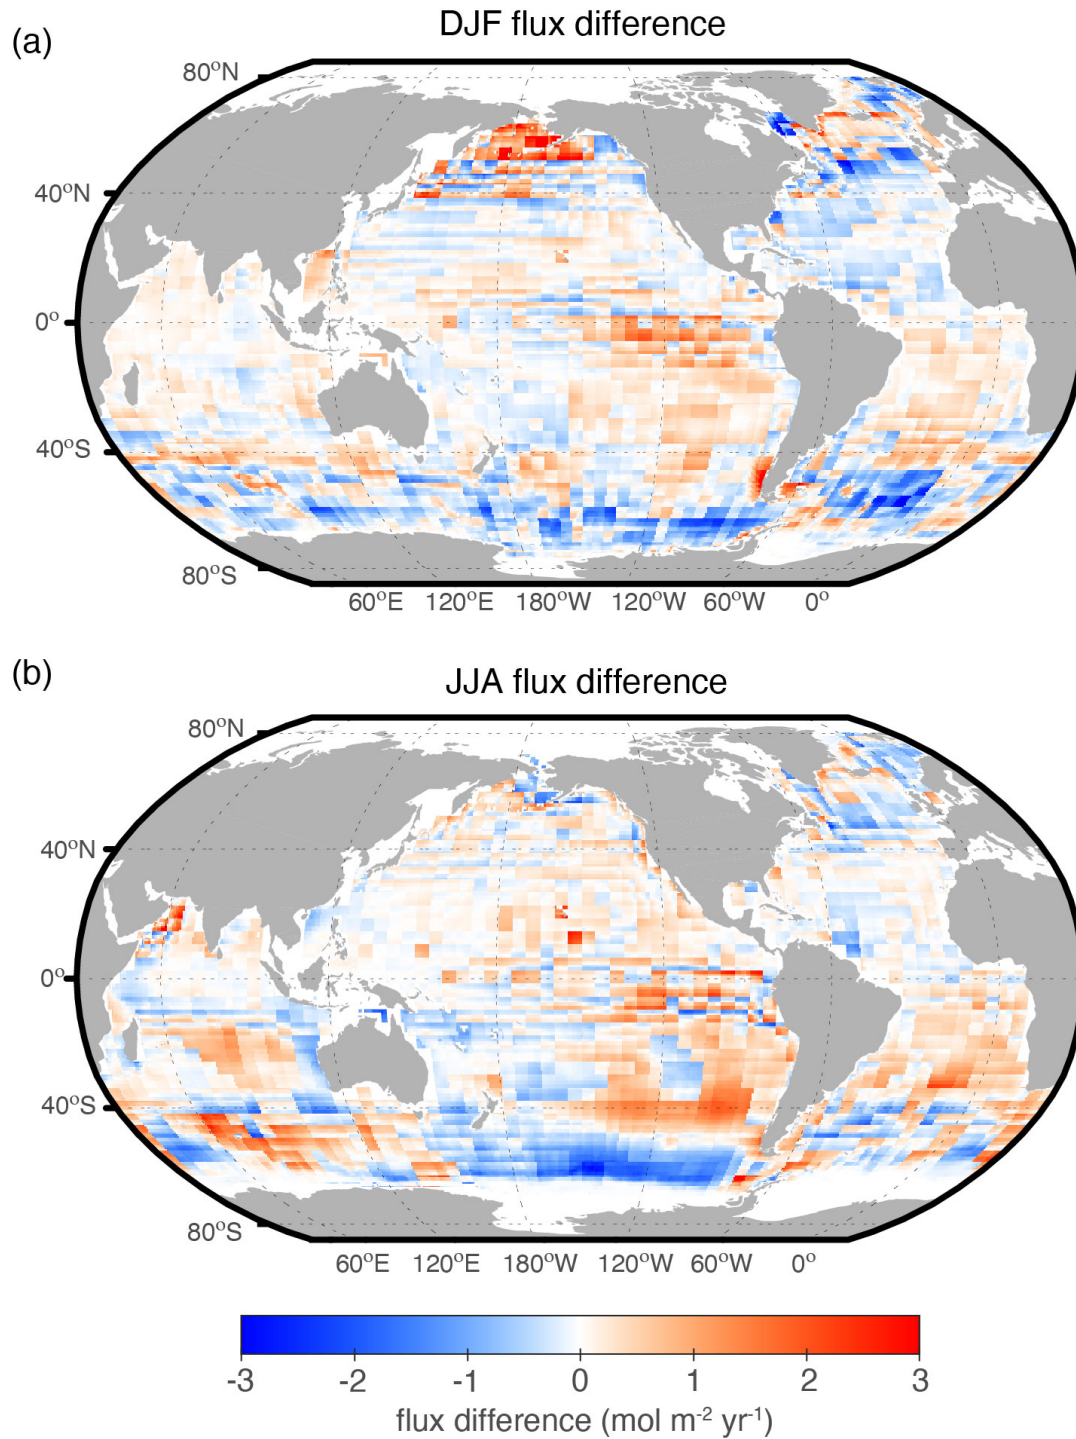 (a)
DJF flux difference
80°N
40°N
0°
40°S
80°S
60°E 120°E 180°W 120°W 60°W 0°
(b)
JJA flux difference
80°N
40°N
0°
40°S
80°S
60°E 120°E 180°W 120°W 60°W 0°
-3 -2 -1 0 1 2 3
flux difference (mol m⁻² yr⁻¹)